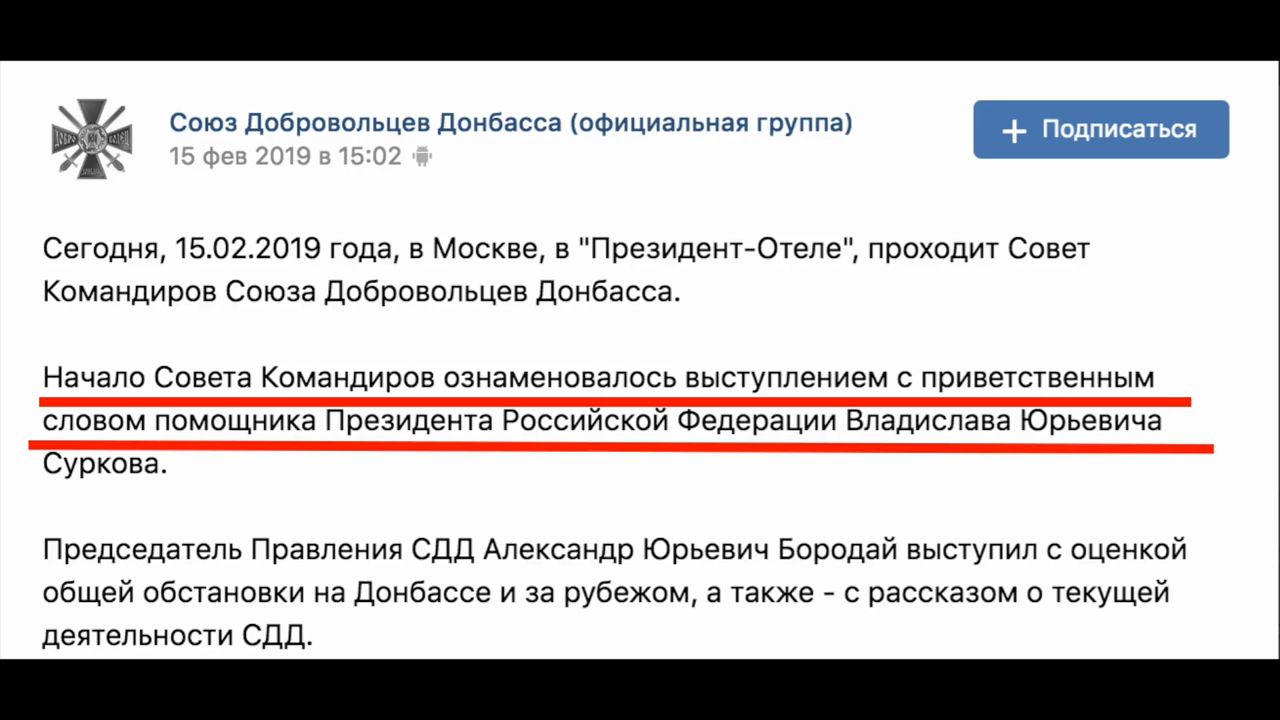 Союз Добровольцев Донбасса (официальная группа)
15 фев 2019 в 15:02
+ Подписаться
Сегодня, 15.02.2019 года, в Москве, в "Президент-Отеле", проходит Совет
Командиров Союза Добровольцев Донбасса.
Начало Совета Командиров ознаменовалось выступлением с приветственным
словом помощника Президента Российской Федерации Владислава Юрьевича
Суркова.
Председатель Правления СДД Александр Юрьевич Бородай выступил с оценкой
общей обстановки на Донбассе и за рубежом, а также - с рассказом о текущей
деятельности СДД.